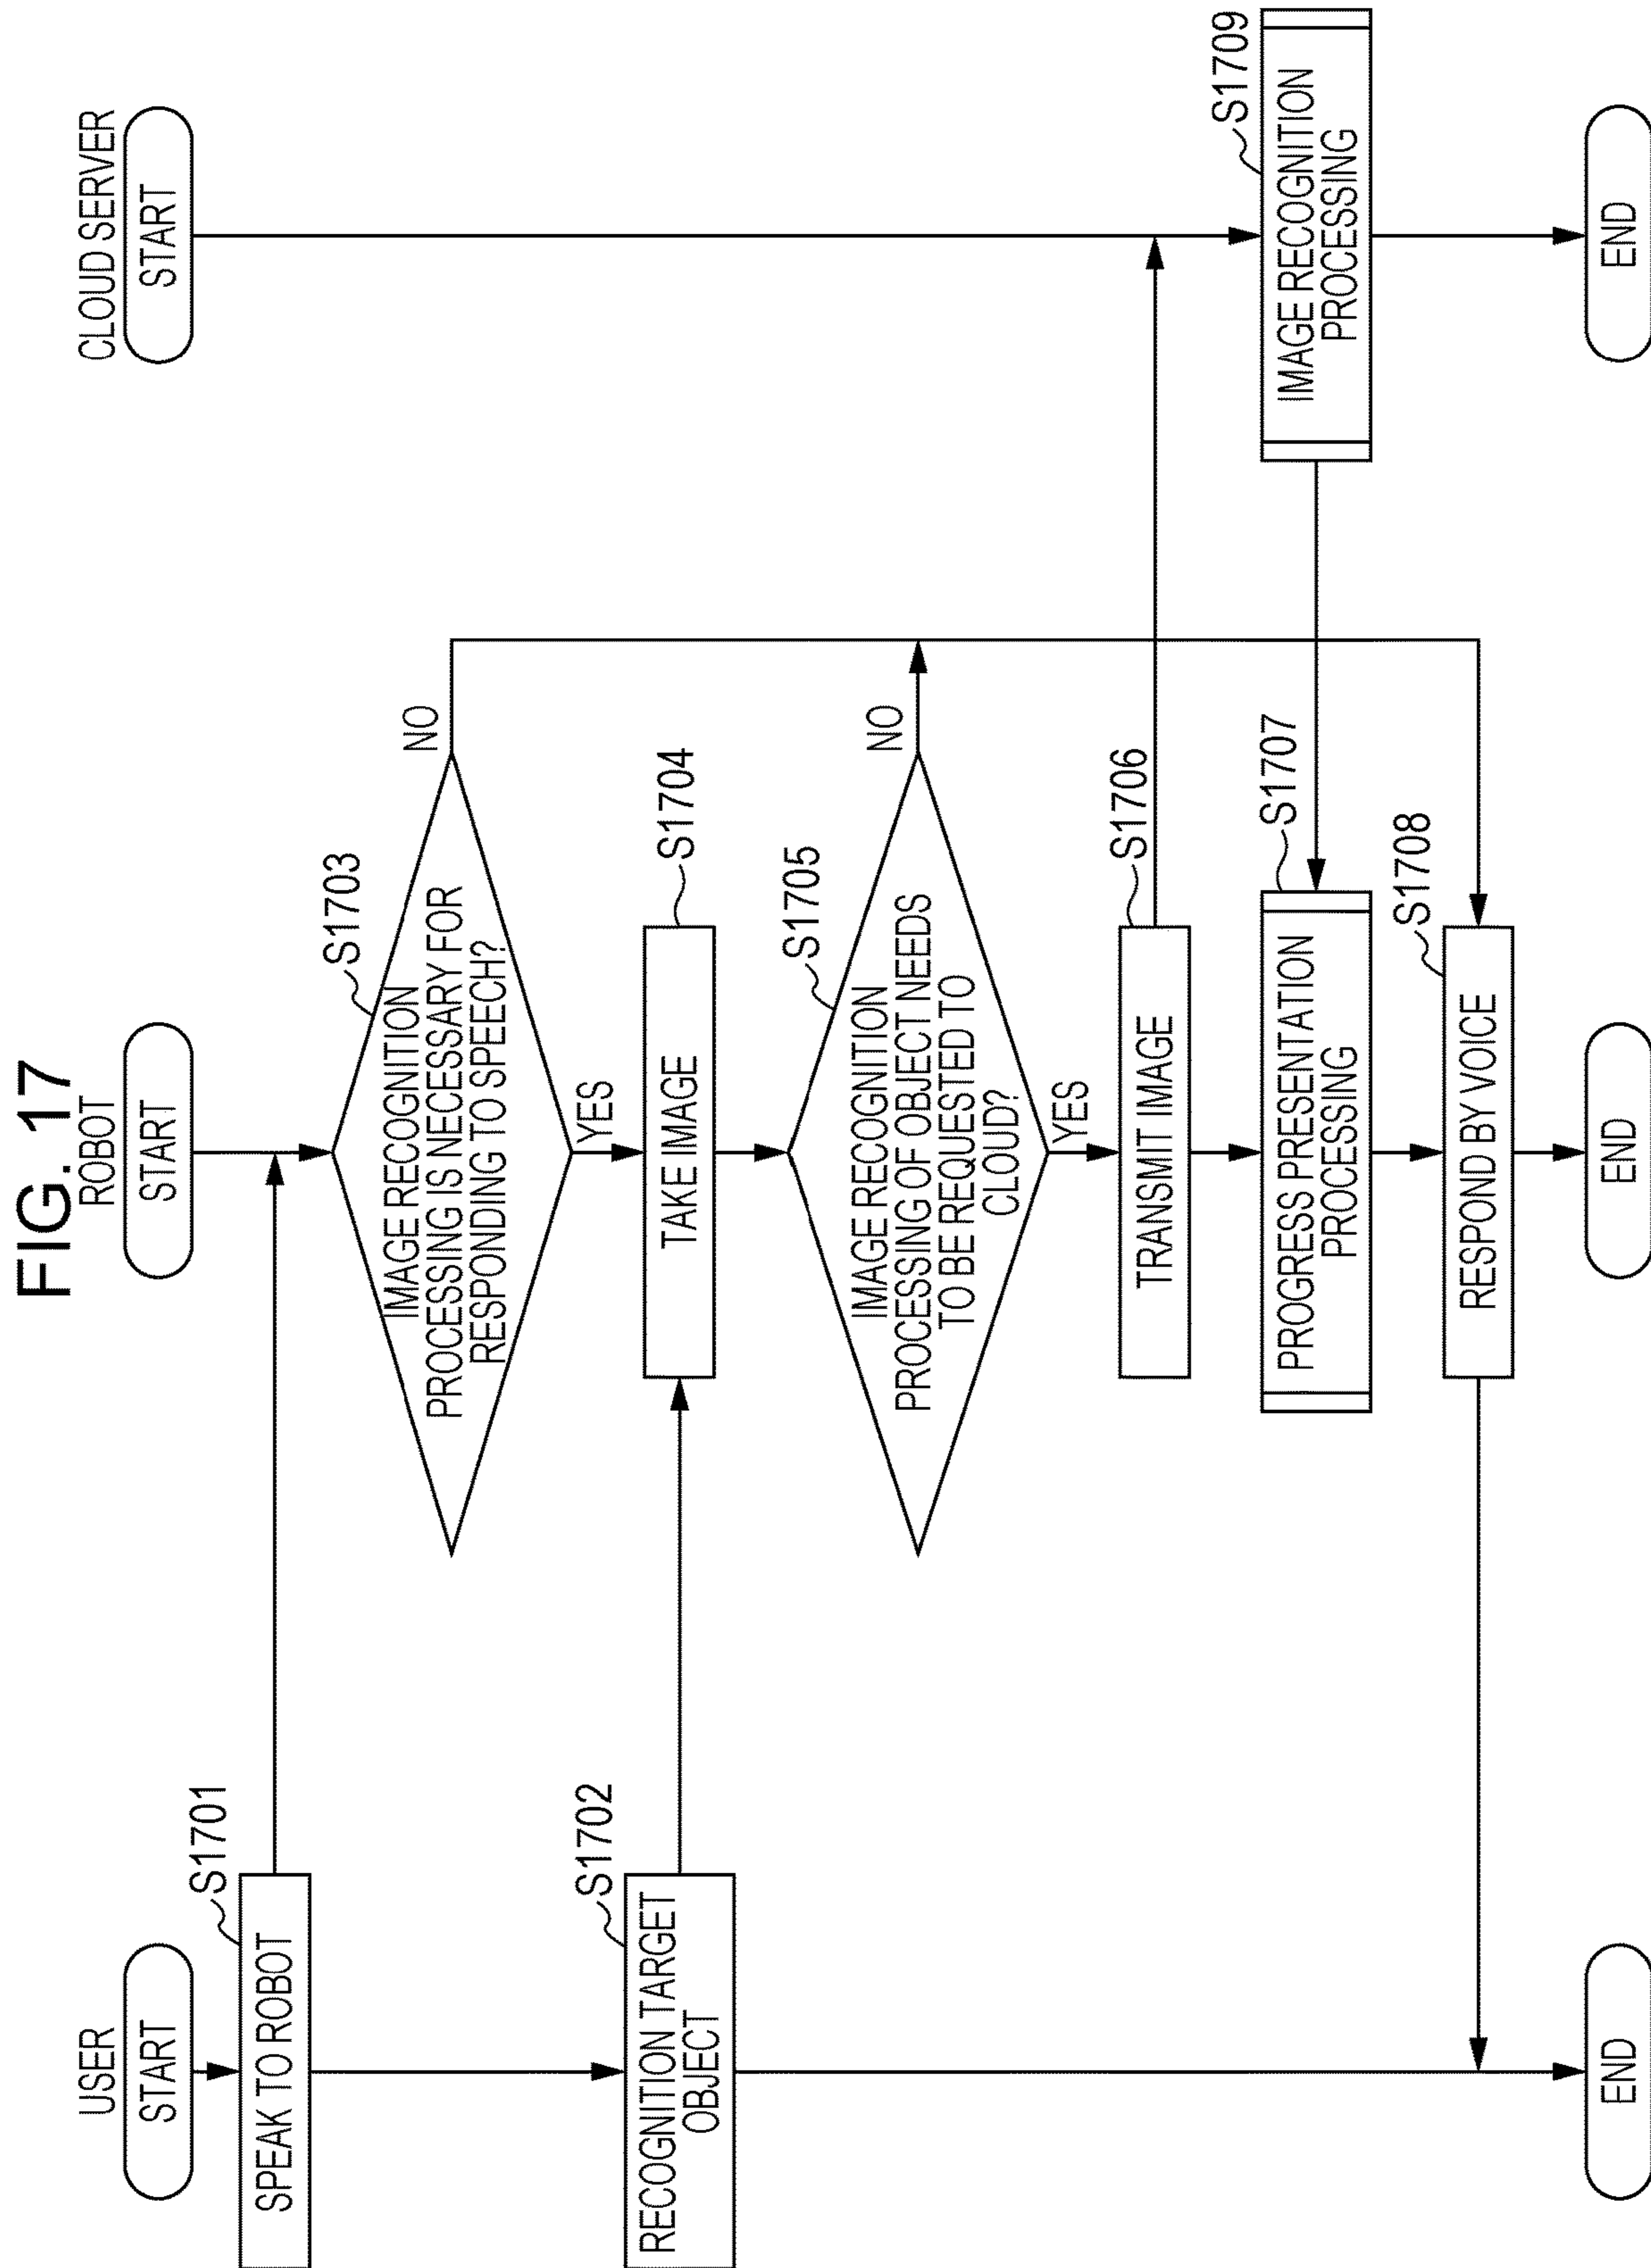 FIG. 17
USER
START
SPEAK TO ROBOT
S1701
RECOGNITION TARGET
OBJECT
S1702
END
ROBOT
START
IMAGE RECOGNITION
PROCESSING IS NECESSARY FOR
RESPONDING TO SPEECH?
S1703
NO
YES
TAKE IMAGE
S1704
IMAGE RECOGNITION
PROCESSING OF OBJECT NEEDS
TO BE REQUESTED TO
CLOUD?
S1705
NO
YES
TRANSMIT IMAGE
S1706
PROGRESS PRESENTATION
PROCESSING
S1707
RESPOND BY VOICE
S1708
END
CLOUD SERVER
START
IMAGE RECOGNITION
PROCESSING
S1709
END